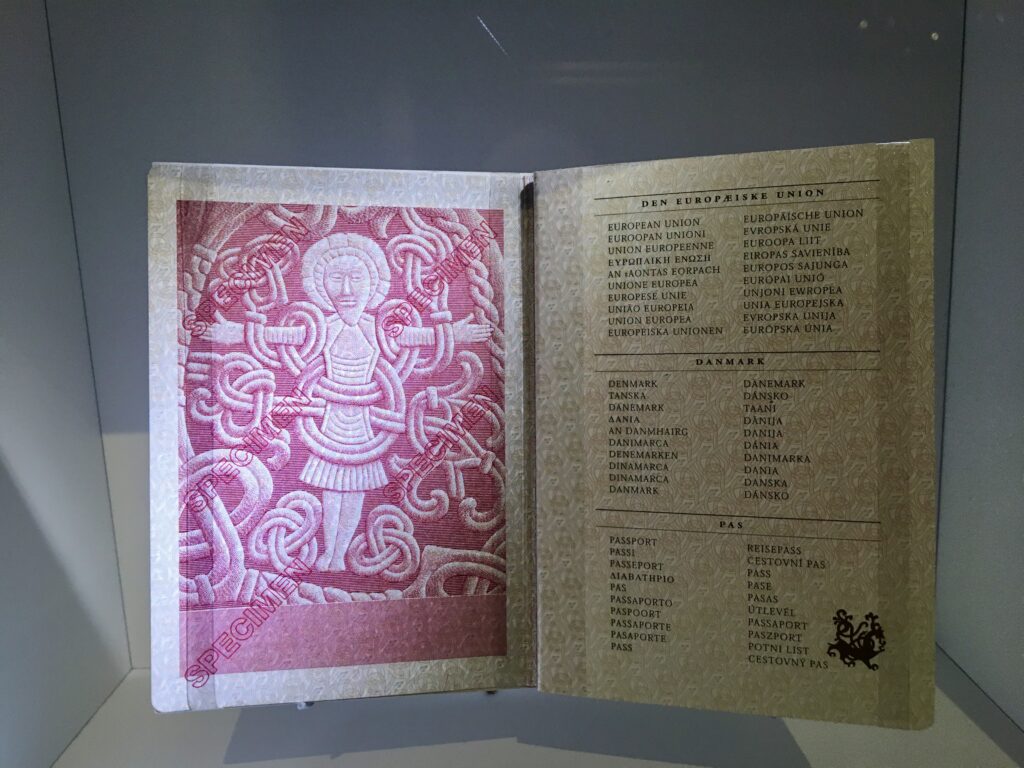 SPECIMEN
SPECIMEN
SPECIMEN
SPECIMEN
SPECIMEN
DEN EUROPÆISKE UNION
EUROPEAN UNION
EUROOPAN UNIONI
UNION EUROPEENNE
ΕΥΡΩΠΑΙΚΗ ΕΝΩΣΗ
AN tAONTAS EORPACH
UNIONE EUROPEA
EUROPESE UNIE
UNIÃO EUROPEIA
UNION EUROPEA
EUROPEISKA UNIONEN
EUROPÄISCHE UNION
EVROPSKÁ UNIE
EUROOPA LIIT
EIROPAS SAVIENĪBA
EUROPOS SAJUNGA
EURÓPAI UNIÓ
UNJONI EWROPEA
UNIA EUROPEJSKA
EVROPSKA UNIJA
EURÓPSKA ÚNIA
DANMARK
DENMARK
TANSKA
DANEMARK
ΔΑΝΙΑ
AN DANMHAIRG
DANIMARCA
DENEMARKEN
DINAMARCA
DINAMARCA
DANMARK
DÄNEMARK
DÁNSKO
TAANI
DĀNIJA
DANIJA
DÁNIA
DANIMARKA
DANIA
DANSKA
DÁNSKO
PAS
PASSPORT
PASSI
PASSEPORT
ΔΙΑΒΑΤΗΡΙΟ
PAS
PASSAPORTO
PASPOORT
PASSAPORTE
PASAPORTE
PASS
REISEPASS
CESTOVNÍ PAS
PASS
PASE
PASAS
ÚTLEVÉL
PASSAPORT
PASZPORT
POTNI LIST
CESTOVNÝ PAS